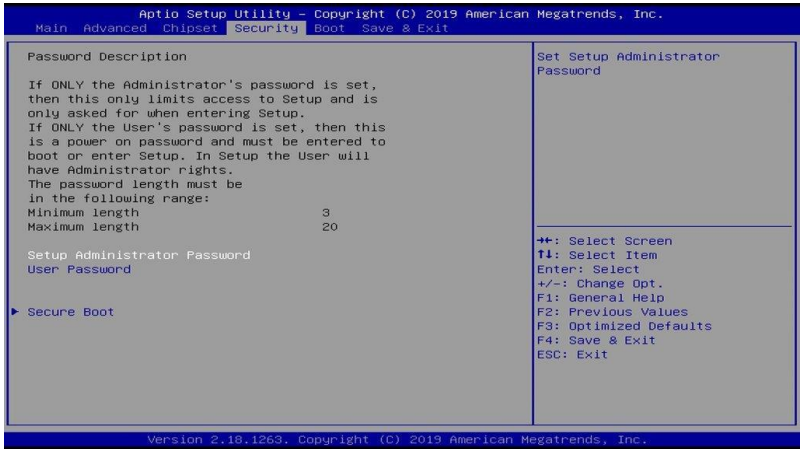 Aptio Setup Utility – Copyright (C) 2019 American Megatrends, Inc.
Main Advanced Chipset Security Boot Save & Exit
Password Description
If ONLY the Administrator's password is set,
then this only limits access to Setup and is
only asked for when entering Setup.
If ONLY the User's password is set, then this
is a power on password and must be entered to
boot or enter Setup. In Setup the User will
have Administrator rights.
The password length must be
in the following range:
Minimum length 3
Maximum length 20
Setup Administrator Password
User Password
► Secure Boot
Set Setup Administrator
Password
→←: Select Screen
↑↓: Select Item
Enter: Select
+/-: Change Opt.
F1: General Help
F2: Previous Values
F3: Optimized Defaults
F4: Save & Exit
ESC: Exit
Version 2.18.1263. Copyright (C) 2019 American Megatrends, Inc.